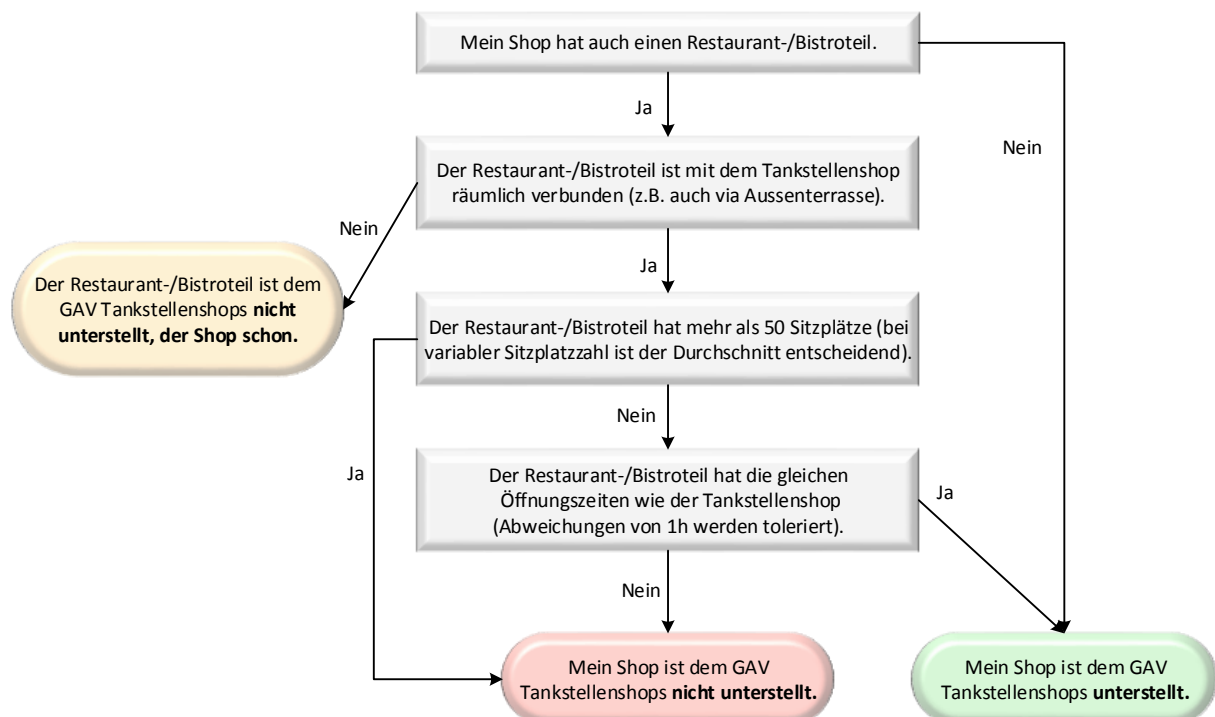 Mein Shop hat auch einen Restaurant-/Bistroteil.
Ja
Nein
Der Restaurant-/Bistroteil ist mit dem Tankstellenshop
räumlich verbunden (z.B. auch via Aussenterrasse).
Nein
Ja
Der Restaurant-/Bistroteil ist dem
GAV Tankstellenshops nicht
unterstellt, der Shop schon.
Der Restaurant-/Bistroteil hat mehr als 50 Sitzplätze (bei
variabler Sitzplatzzahl ist der Durchschnitt entscheidend).
Nein
Ja
Der Restaurant-/Bistroteil hat die gleichen
Öffnungszeiten wie der Tankstellenshop
(Abweichungen von 1h werden toleriert).
Ja
Nein
Mein Shop ist dem GAV
Tankstellenshops nicht unterstellt.
Mein Shop ist dem GAV
Tankstellenshops unterstellt.